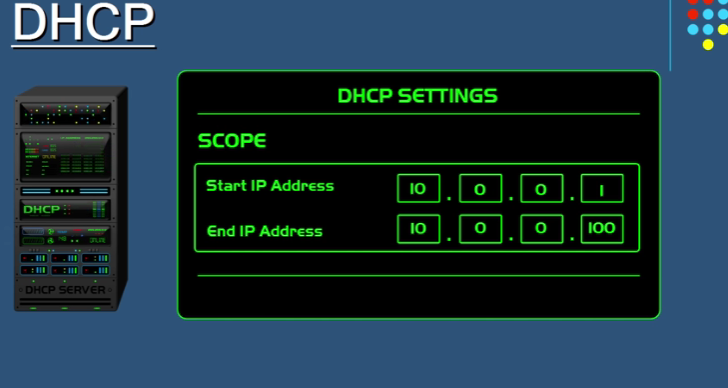 DHCP
DHCP SETTINGS
SCOPE
Start IP Address 10 . 0 . 0 . 1
End IP Address 10 . 0 . 0 . 100
DHCP
DHCP SERVER